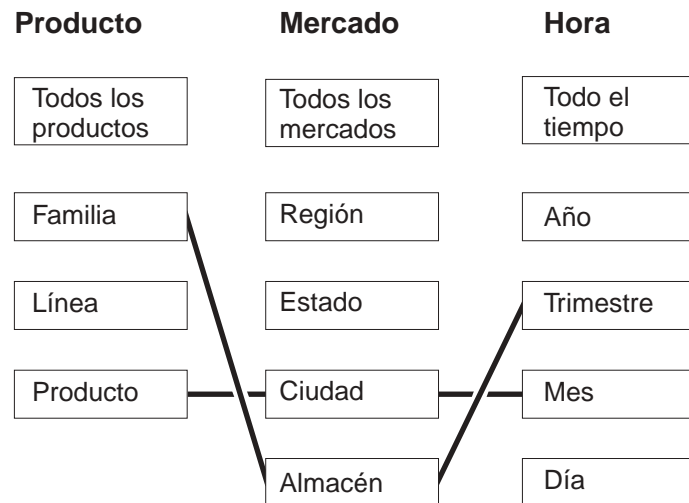 Producto Mercado Hora
Todos los
productos
Todos los
mercados
Todo el
tiempo
Familia Región Año
Línea Estado Trimestre
Producto Ciudad Mes
Almacén Día